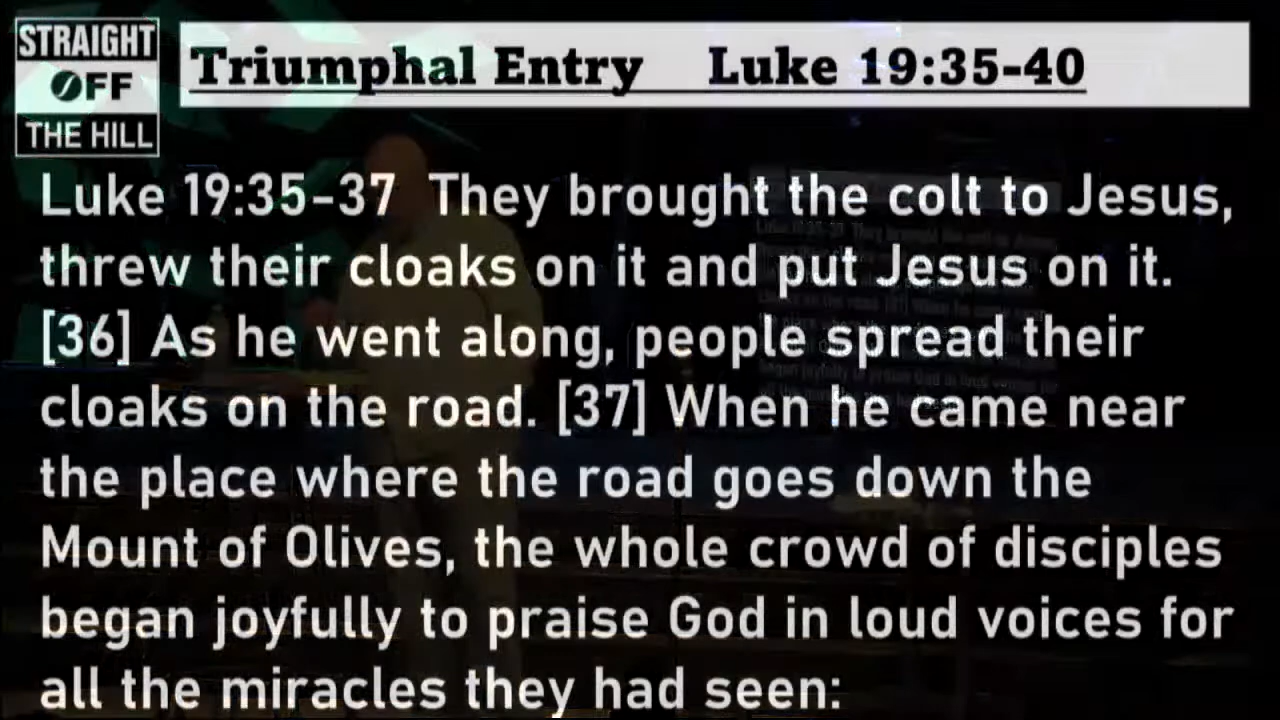 STRAIGHT
OFF
THE HILL
Triumphal Entry Luke 19:35-40
Luke 19:35-37 They brought the colt to Jesus,
threw their cloaks on it and put Jesus on it.
[36] As he went along, people spread their
cloaks on the road. [37] When he came near
the place where the road goes down the
Mount of Olives, the whole crowd of disciples
began joyfully to praise God in loud voices for
all the miracles they had seen: